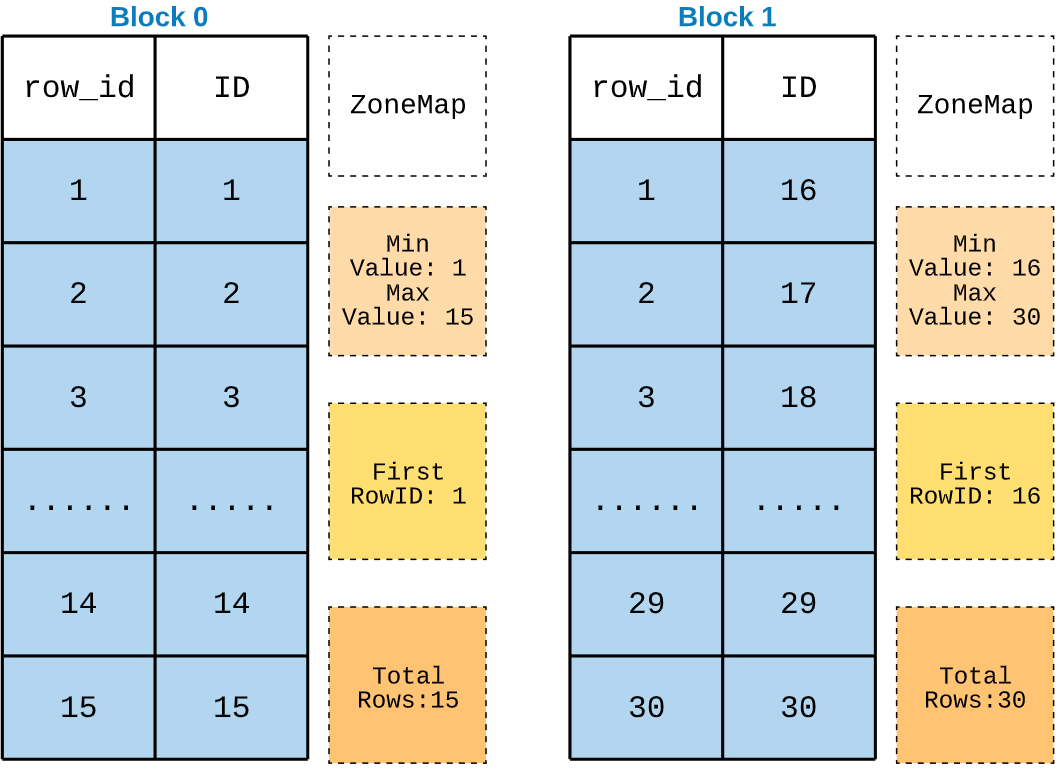 Block 0
row_id ID
1 1
2 2
3 3
...... .....
14 14
15 15
ZoneMap
Min
Value: 1
Max
Value: 15
First
RowID: 1
Total
Rows:15
Block 1
row_id ID
1 16
2 17
3 18
...... .....
29 29
30 30
ZoneMap
Min
Value: 16
Max
Value: 30
First
RowID: 16
Total
Rows:30